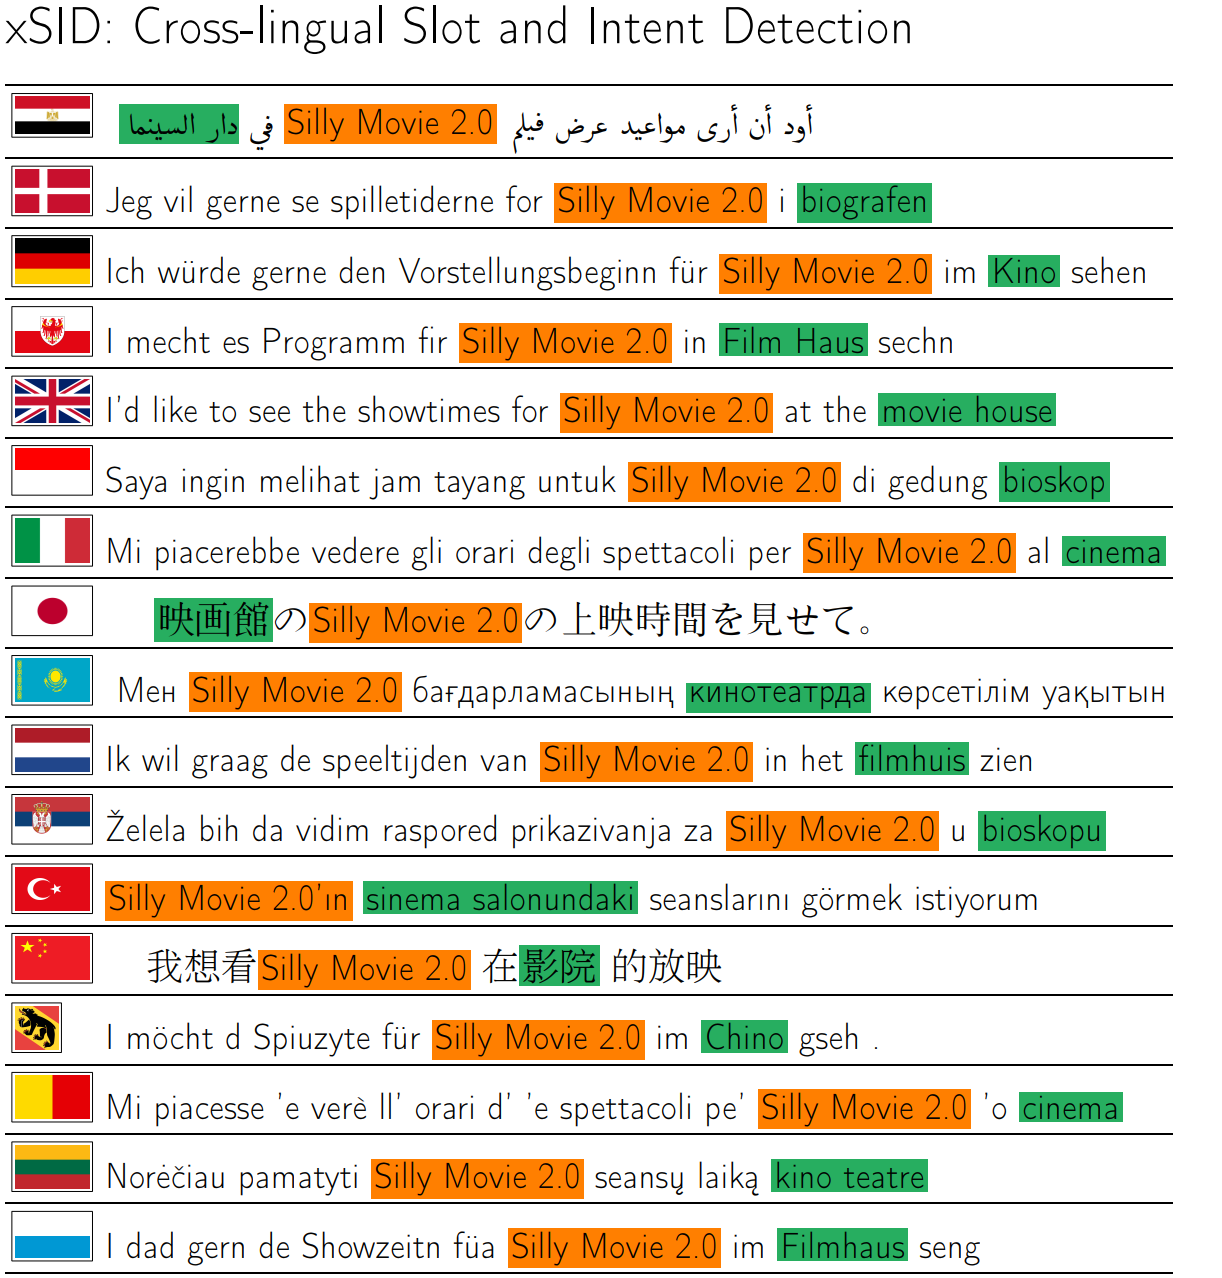 xSID: Cross-lingual Slot and Intent Detection
أود أن أرى مواعيد عرض فيلم Silly Movie 2.0 في دار السينما
Jeg vil gerne se spilletiderne for Silly Movie 2.0 i biografen
Ich würde gerne den Vorstellungsbeginn für Silly Movie 2.0 im Kino sehen
I mecht es Programm fir Silly Movie 2.0 in Film Haus sechn
I'd like to see the showtimes for Silly Movie 2.0 at the movie house
Saya ingin melihat jam tayang untuk Silly Movie 2.0 di gedung bioskop
Mi piacerebbe vedere gli orari degli spettacoli per Silly Movie 2.0 al cinema
映画館のSilly Movie 2.0の上映時間を見せて。
Мен Silly Movie 2.0 бағдарламасының кинотеатрда көрсетілім уақытын
Ik wil graag de speeltijden van Silly Movie 2.0 in het filmhuis zien
Želela bih da vidim raspored prikazivanja za Silly Movie 2.0 u bioskopu
Silly Movie 2.0'ın sinema salonundaki seanslarını görmek istiyorum
我想看Silly Movie 2.0 在影院 的放映
I möcht d Spiuzyte für Silly Movie 2.0 im Chino gseh .
Mi piacesse 'e verè ll' orari d' 'e spettacoli pe' Silly Movie 2.0 'o cinema
Norėčiau pamatyti Silly Movie 2.0 seansų laiką kino teatre
I dad gern de Showzeitn füa Silly Movie 2.0 im Filmhaus seng